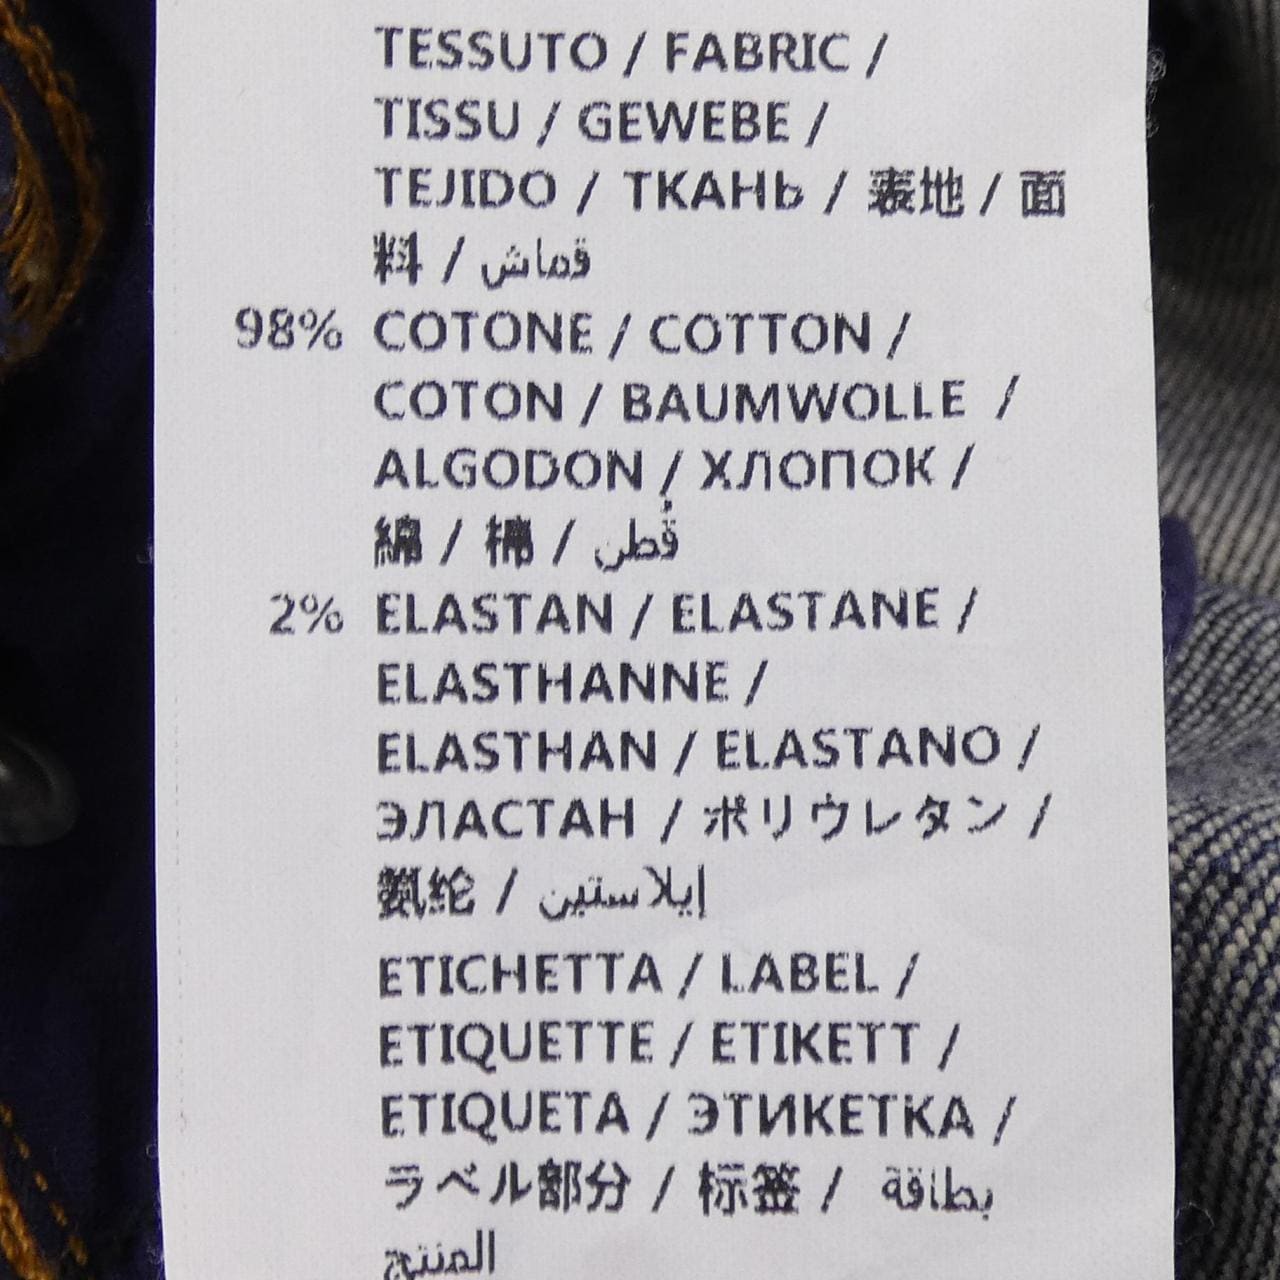 TESSUTO / FABRIC /
TISSU / GEWEBE /
TEJIDO / ТКАНЬ / 表地 / 面
料 / قماش
98% COTONE / COTTON /
COTON / BAUMWOLLE /
ALGODON / ХЛОПОК /
綿 / 棉 / قُطن
2% ELASTAN / ELASTANE /
ELASTHANNE /
ELASTHAN / ELASTANO /
ЭЛАСТАН / ポリウレタン /
氨纶 / إيلاستين
ETICHETTA / LABEL /
ETIQUETTE / ETIKETT /
ETIQUETA / ЭТИКЕТКА /
ラベル部分 / 标签 / بطاقة
المنتج